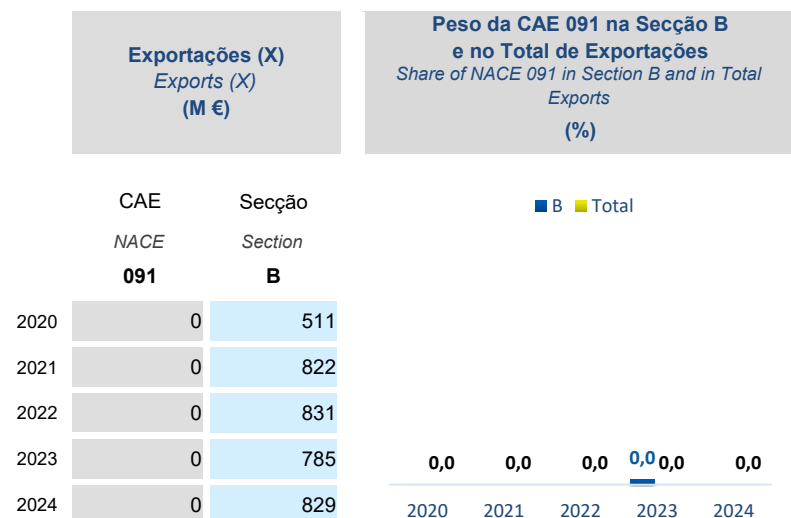 Exportações (X)
Exports (X)
(M €)
Peso da CAE 091 na Secção B
e no Total de Exportações
Share of NACE 091 in Section B and in Total
Exports
(%)
CAE Secção
NACE Section
091 B
2020 0 511
2021 0 822
2022 0 831
2023 0 785
2024 0 829
B Total
0,0 0,0 0,0 0,0 0,0 0,0
2020 2021 2022 2023 2024